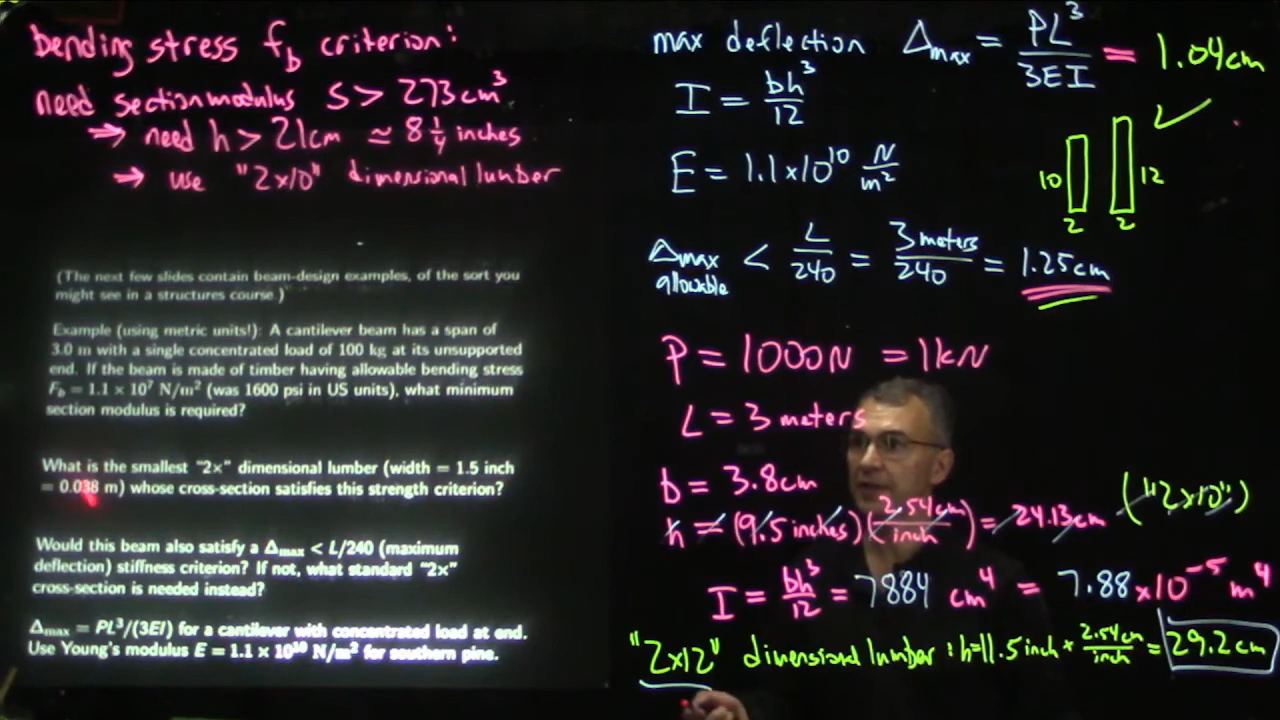 bending stress f_b criterion:
need section modulus S > 273 cm³
⇒ need h > 21cm ≃ 8 1/4 inches
→ use "2×10" dimensional lumber
(The next few slides contain beam-design examples, of the sort you
might see in a structures course.)
Example (using metric units!): A cantilever beam has a span of
3.0 m with a single concentrated load of 100 kg at its unsupported
end. If the beam is made of timber having allowable bending stress
F_b = 1.1 × 10⁷ N/m² (was 1600 psi in US units), what minimum
section modulus is required?
What is the smallest "2×" dimensional lumber (width = 1.5 inch
= 0.038 m) whose cross-section satisfies this strength criterion?
Would this beam also satisfy a Δ_max < L/240 (maximum
deflection) stiffness criterion? If not, what standard "2×"
cross-section is needed instead?
Δ_max = PL³/(3EI) for a cantilever with concentrated load at end.
Use Young's modulus E = 1.1 × 10¹⁰ N/m² for southern pine.
max deflection Δ_max = PL³/3EI = 1.04cm
I = bh³/12
E = 1.1×10¹⁰ N/m²
10 2 2 12
Δ_max allowable < L/240 = 3 meters/240 = 1.25cm
P = 1000N = 1kN
L = 3 meters
b = 3.8cm
h = (9.5 inches)(2.54cm/inch) = 24.13cm ("2×10")
I = bh³/12 = 7884 cm⁴ = 7.88×10⁻⁵ m⁴
"2×12" dimensional lumber: h=11.5 inch × 2.54cm/inch = 29.2cm